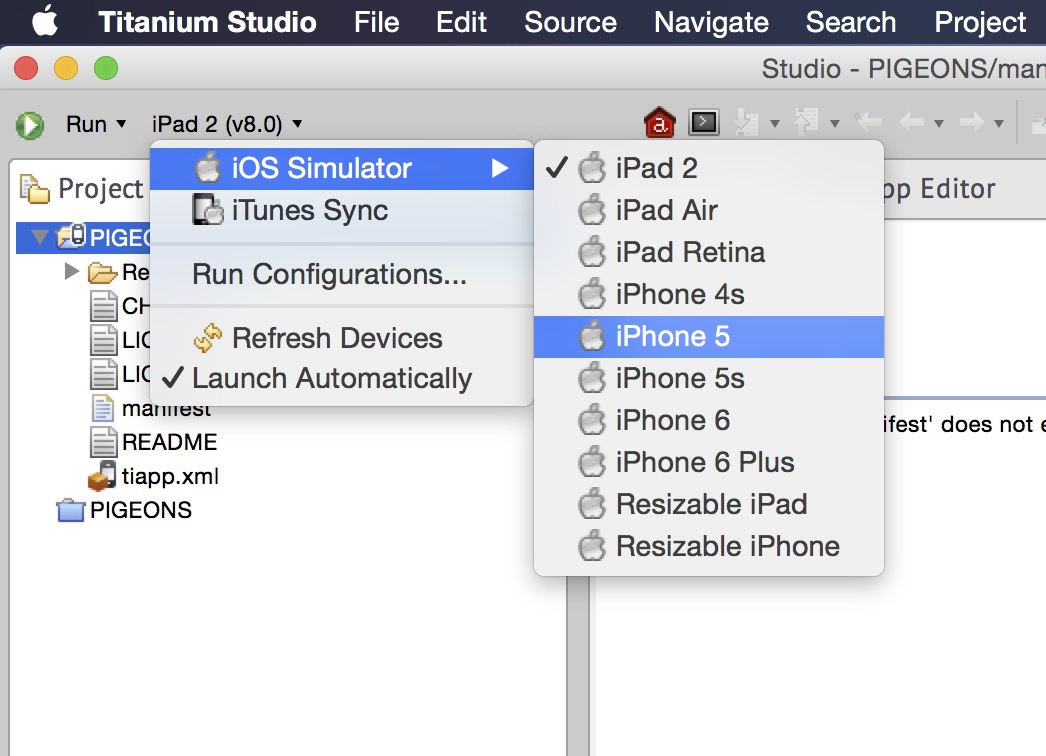 Titanium Studio File Edit Source Navigate Search Project
Studio - PIGEONS/man
Run iPad 2 (v8.0)
Project
pp Editor
iOS Simulator
iTunes Sync
Run Configurations...
Refresh Devices
Launch Automatically
iPad 2
iPad Air
iPad Retina
iPhone 4s
iPhone 5
iPhone 5s
iPhone 6
iPhone 6 Plus
Resizable iPad
Resizable iPhone
PIGEO
Re
CH
LIC
LIC
manifest
README
tiapp.xml
PIGEONS
ifest' does not e